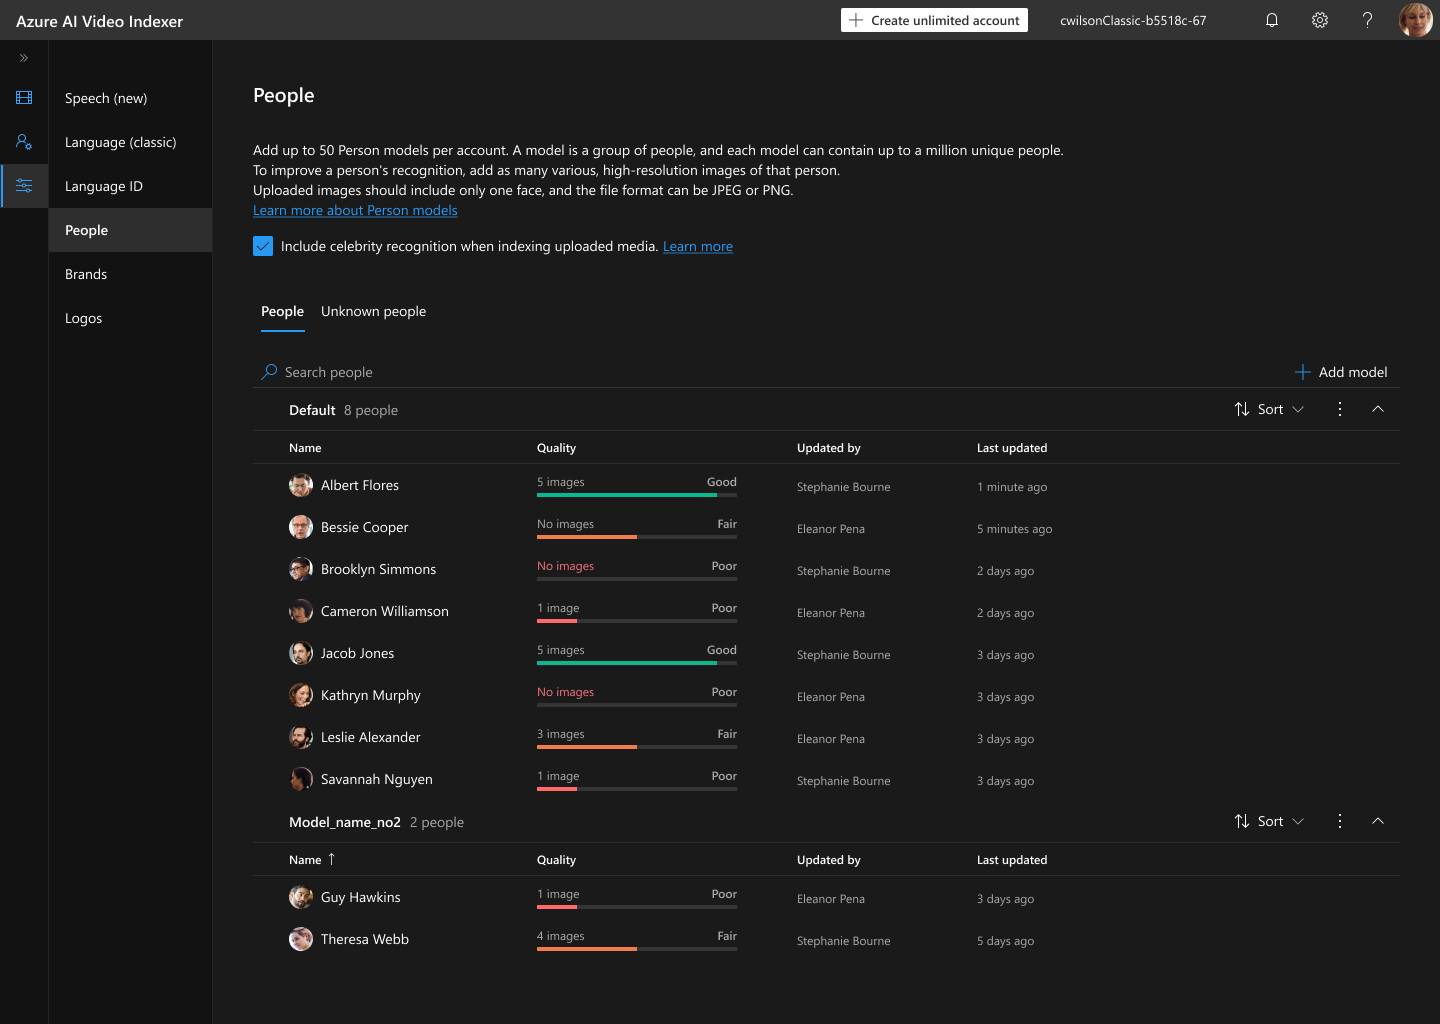 Azure AI Video Indexer
Create unlimited account
cwilsonClassic-b5518c-67
Speech (new)
Language (classic)
Language ID
People
Brands
Logos
People
Add up to 50 Person models per account. A model is a group of people, and each model can contain up to a million unique people.
To improve a person's recognition, add as many various, high-resolution images of that person.
Uploaded images should include only one face, and the file format can be JPEG or PNG.
Learn more about Person models
Include celebrity recognition when indexing uploaded media. Learn more
People Unknown people
Search people Add model
Default 8 people Sort
Name Quality Updated by Last updated
Albert Flores 5 images Good Stephanie Bourne 1 minute ago
Bessie Cooper No images Fair Eleanor Pena 5 minutes ago
Brooklyn Simmons No images Poor Stephanie Bourne 2 days ago
Cameron Williamson 1 image Poor Eleanor Pena 2 days ago
Jacob Jones 5 images Good Stephanie Bourne 3 days ago
Kathryn Murphy No images Poor Eleanor Pena 3 days ago
Leslie Alexander 3 images Fair Eleanor Pena 3 days ago
Savannah Nguyen 1 image Poor Stephanie Bourne 3 days ago
Model_name_no2 2 people Sort
Name ↑ Quality Updated by Last updated
Guy Hawkins 1 image Poor Eleanor Pena 3 days ago
Theresa Webb 4 images Fair Stephanie Bourne 5 days ago